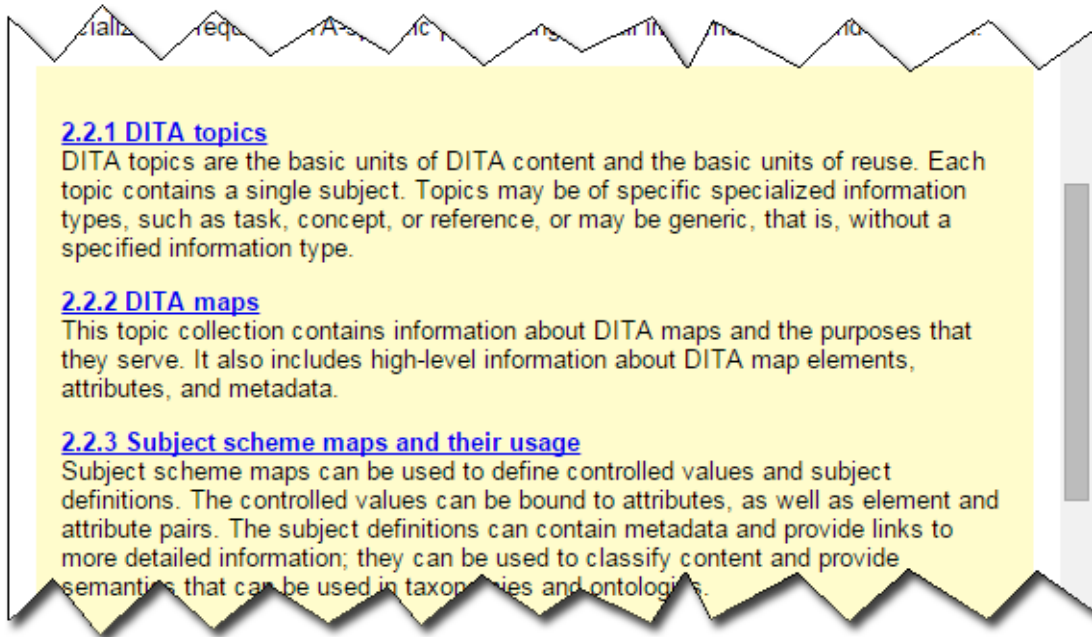 2.2.1 DITA topics
DITA topics are the basic units of DITA content and the basic units of reuse. Each
topic contains a single subject. Topics may be of specific specialized information
types, such as task, concept, or reference, or may be generic, that is, without a
specified information type.
2.2.2 DITA maps
This topic collection contains information about DITA maps and the purposes that
they serve. It also includes high-level information about DITA map elements,
attributes, and metadata.
2.2.3 Subject scheme maps and their usage
Subject scheme maps can be used to define controlled values and subject
definitions. The controlled values can be bound to attributes, as well as element and
attribute pairs. The subject definitions can contain metadata and provide links to
more detailed information; they can be used to classify content and provide
semantics that can be used in taxonomies and ontologies.